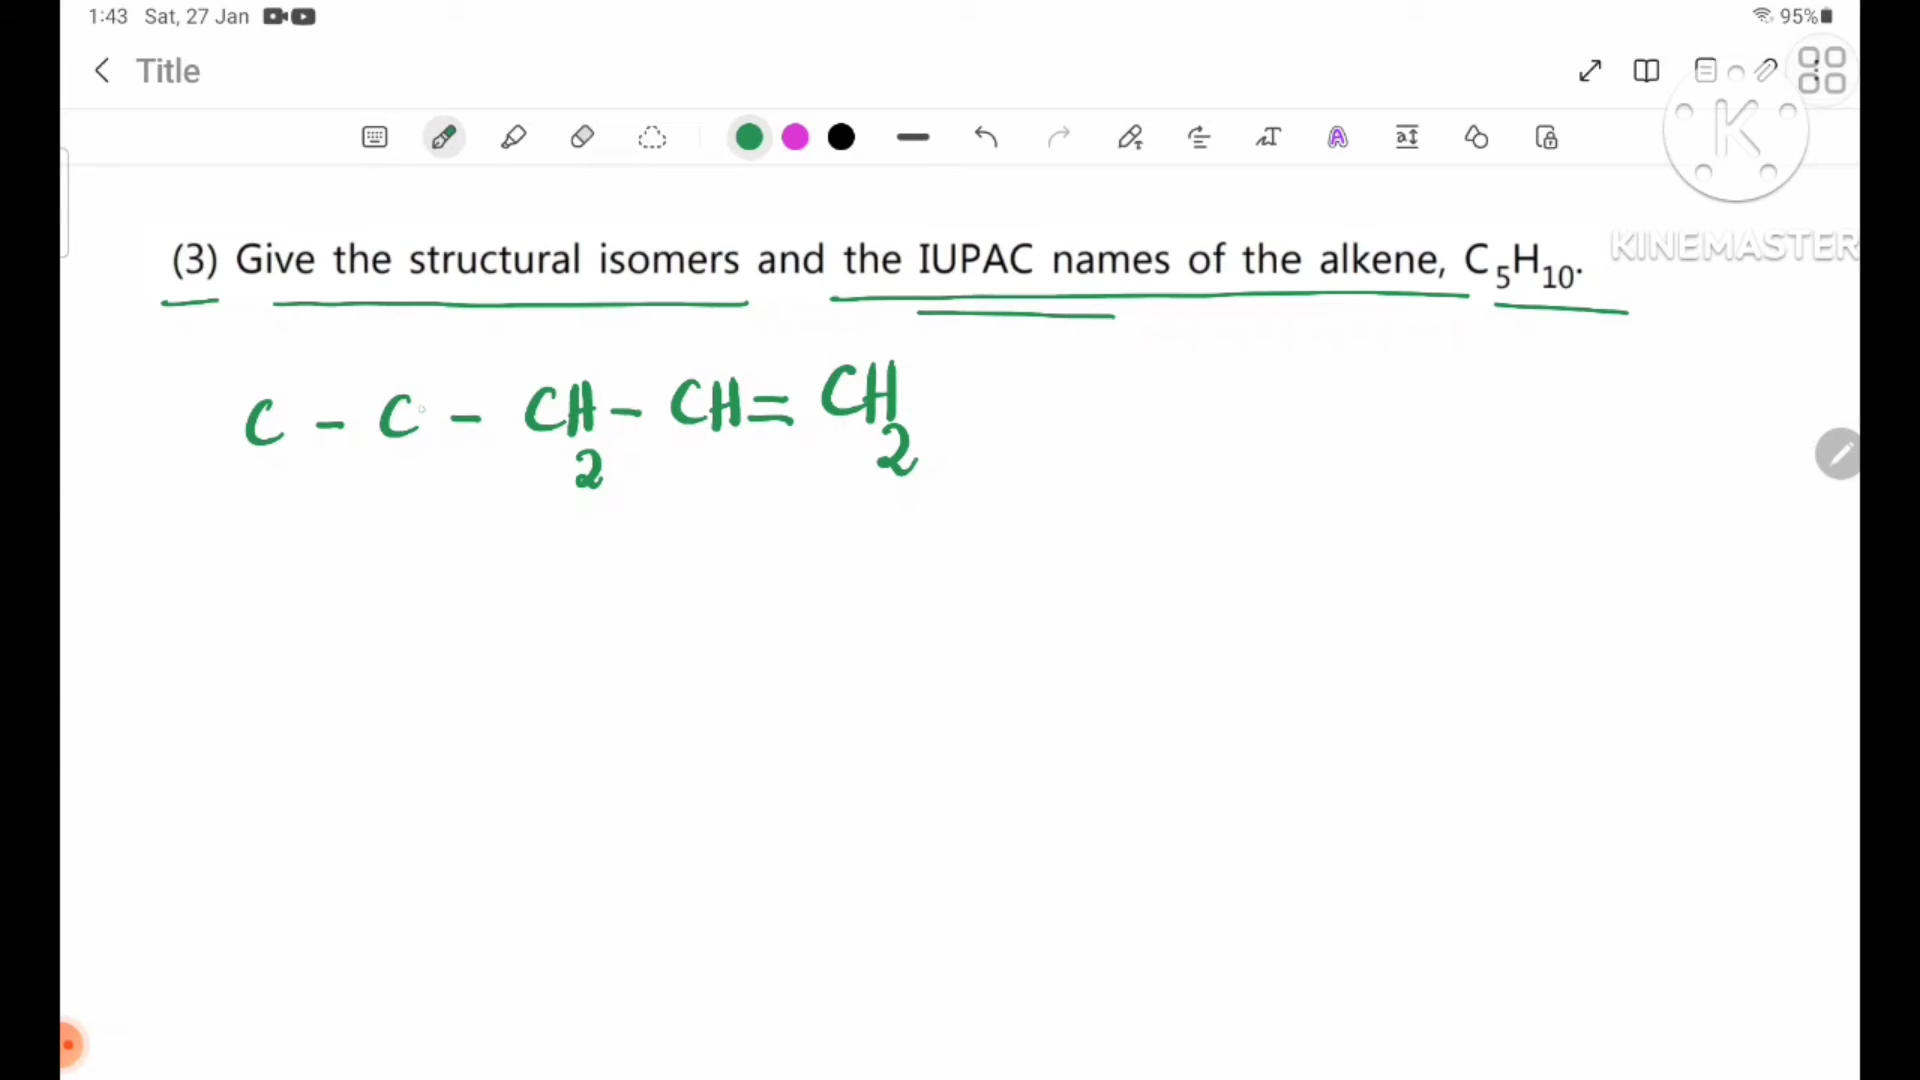 1:43 Sat, 27 Jan 95%
Title
K
KINEMASTER
(3) Give the structural isomers and the IUPAC names of the alkene, C₅H₁₀.
C - C - CH₂ - CH = CH₂